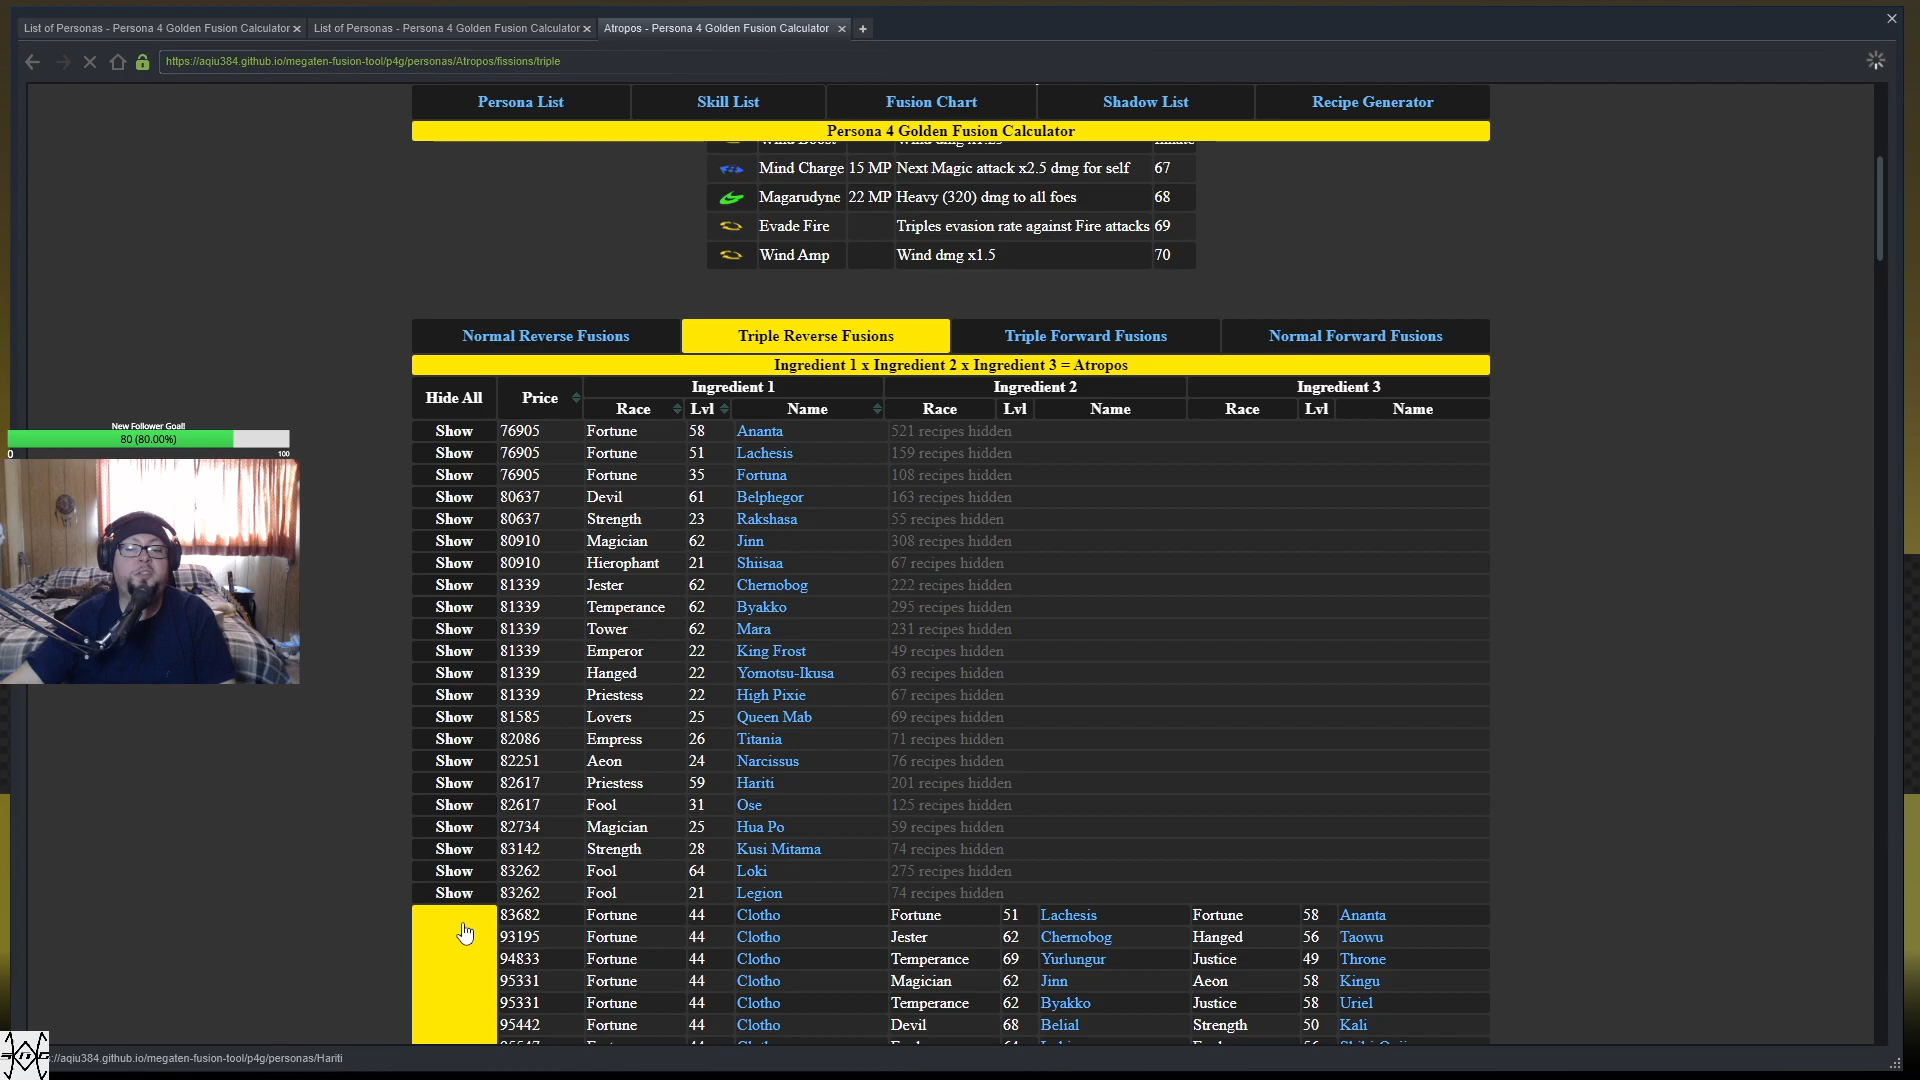 List of Personas - Persona 4 Golden Fusion Calculator × List of Personas - Persona 4 Golden Fusion Calculator × Atropos - Persona 4 Golden Fusion Calculator × +
https://aqiu384.github.io/megaten-fusion-tool/p4g/personas/Atropos/fissions/triple
Persona List Skill List Fusion Chart Shadow List Recipe Generator
Persona 4 Golden Fusion Calculator
Wind Boost Wind dmg x1.25 Innate
Mind Charge 15 MP Next Magic attack x2.5 dmg for self 67
Magarudyne 22 MP Heavy (320) dmg to all foes 68
Evade Fire Triples evasion rate against Fire attacks 69
Wind Amp Wind dmg x1.5 70
Normal Reverse Fusions Triple Reverse Fusions Triple Forward Fusions Normal Forward Fusions
Ingredient 1 x Ingredient 2 x Ingredient 3 = Atropos
Hide All Price Ingredient 1 Ingredient 2 Ingredient 3
Race Lvl Name Race Lvl Name Race Lvl Name
Show 76905 Fortune 58 Ananta 521 recipes hidden
Show 76905 Fortune 51 Lachesis 159 recipes hidden
Show 76905 Fortune 35 Fortuna 108 recipes hidden
Show 80637 Devil 61 Belphegor 163 recipes hidden
Show 80637 Strength 23 Rakshasa 55 recipes hidden
Show 80910 Magician 62 Jinn 308 recipes hidden
Show 80910 Hierophant 21 Shiisaa 67 recipes hidden
Show 81339 Jester 62 Chernobog 222 recipes hidden
Show 81339 Temperance 62 Byakko 295 recipes hidden
Show 81339 Tower 62 Mara 231 recipes hidden
Show 81339 Emperor 22 King Frost 49 recipes hidden
Show 81339 Hanged 22 Yomotsu-Ikusa 63 recipes hidden
Show 81339 Priestess 22 High Pixie 67 recipes hidden
Show 81585 Lovers 25 Queen Mab 69 recipes hidden
Show 82086 Empress 26 Titania 71 recipes hidden
Show 82251 Aeon 24 Narcissus 76 recipes hidden
Show 82617 Priestess 59 Hariti 201 recipes hidden
Show 82617 Fool 31 Ose 125 recipes hidden
Show 82734 Magician 25 Hua Po 59 recipes hidden
Show 83142 Strength 28 Kusi Mitama 74 recipes hidden
Show 83262 Fool 64 Loki 275 recipes hidden
Show 83262 Fool 21 Legion 74 recipes hidden
83682 Fortune 44 Clotho Fortune 51 Lachesis Fortune 58 Ananta
93195 Fortune 44 Clotho Jester 62 Chernobog Hanged 56 Taowu
94833 Fortune 44 Clotho Temperance 69 Yurlungur Justice 49 Throne
95331 Fortune 44 Clotho Magician 62 Jinn Aeon 58 Kingu
95331 Fortune 44 Clotho Temperance 62 Byakko Justice 58 Uriel
95442 Fortune 44 Clotho Devil 68 Belial Strength 50 Kali
://aqiu384.github.io/megaten-fusion-tool/p4g/personas/Hariti
New Follower Goal!
80 (80.00%)
0 100